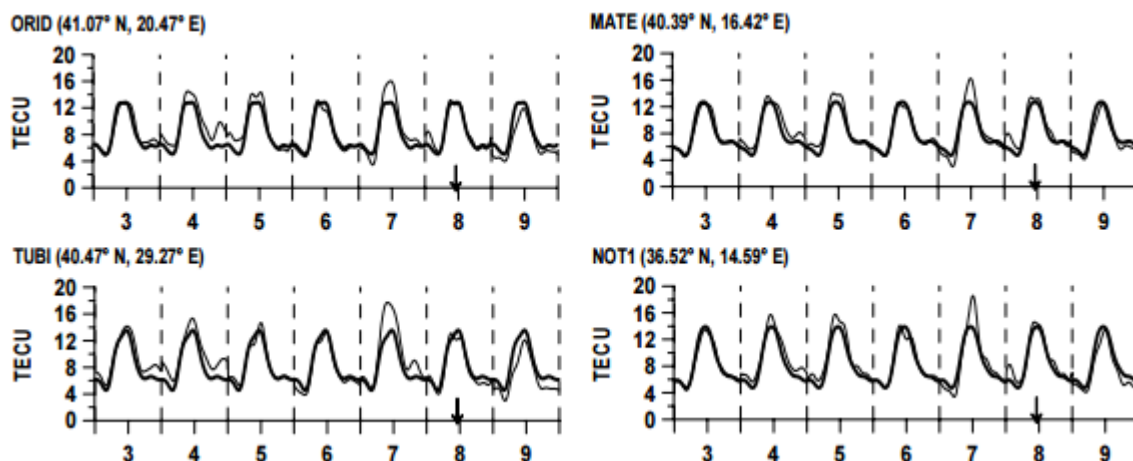 ORID (41.07° N, 20.47° E)
20
16
12
8
4
0
TECU
3 4 5 6 7 8 9
MATE (40.39° N, 16.42° E)
20
16
12
8
4
0
TECU
3 4 5 6 7 8 9
TUBI (40.47° N, 29.27° E)
20
16
12
8
4
0
TECU
3 4 5 6 7 8 9
NOT1 (36.52° N, 14.59° E)
20
16
12
8
4
0
TECU
3 4 5 6 7 8 9